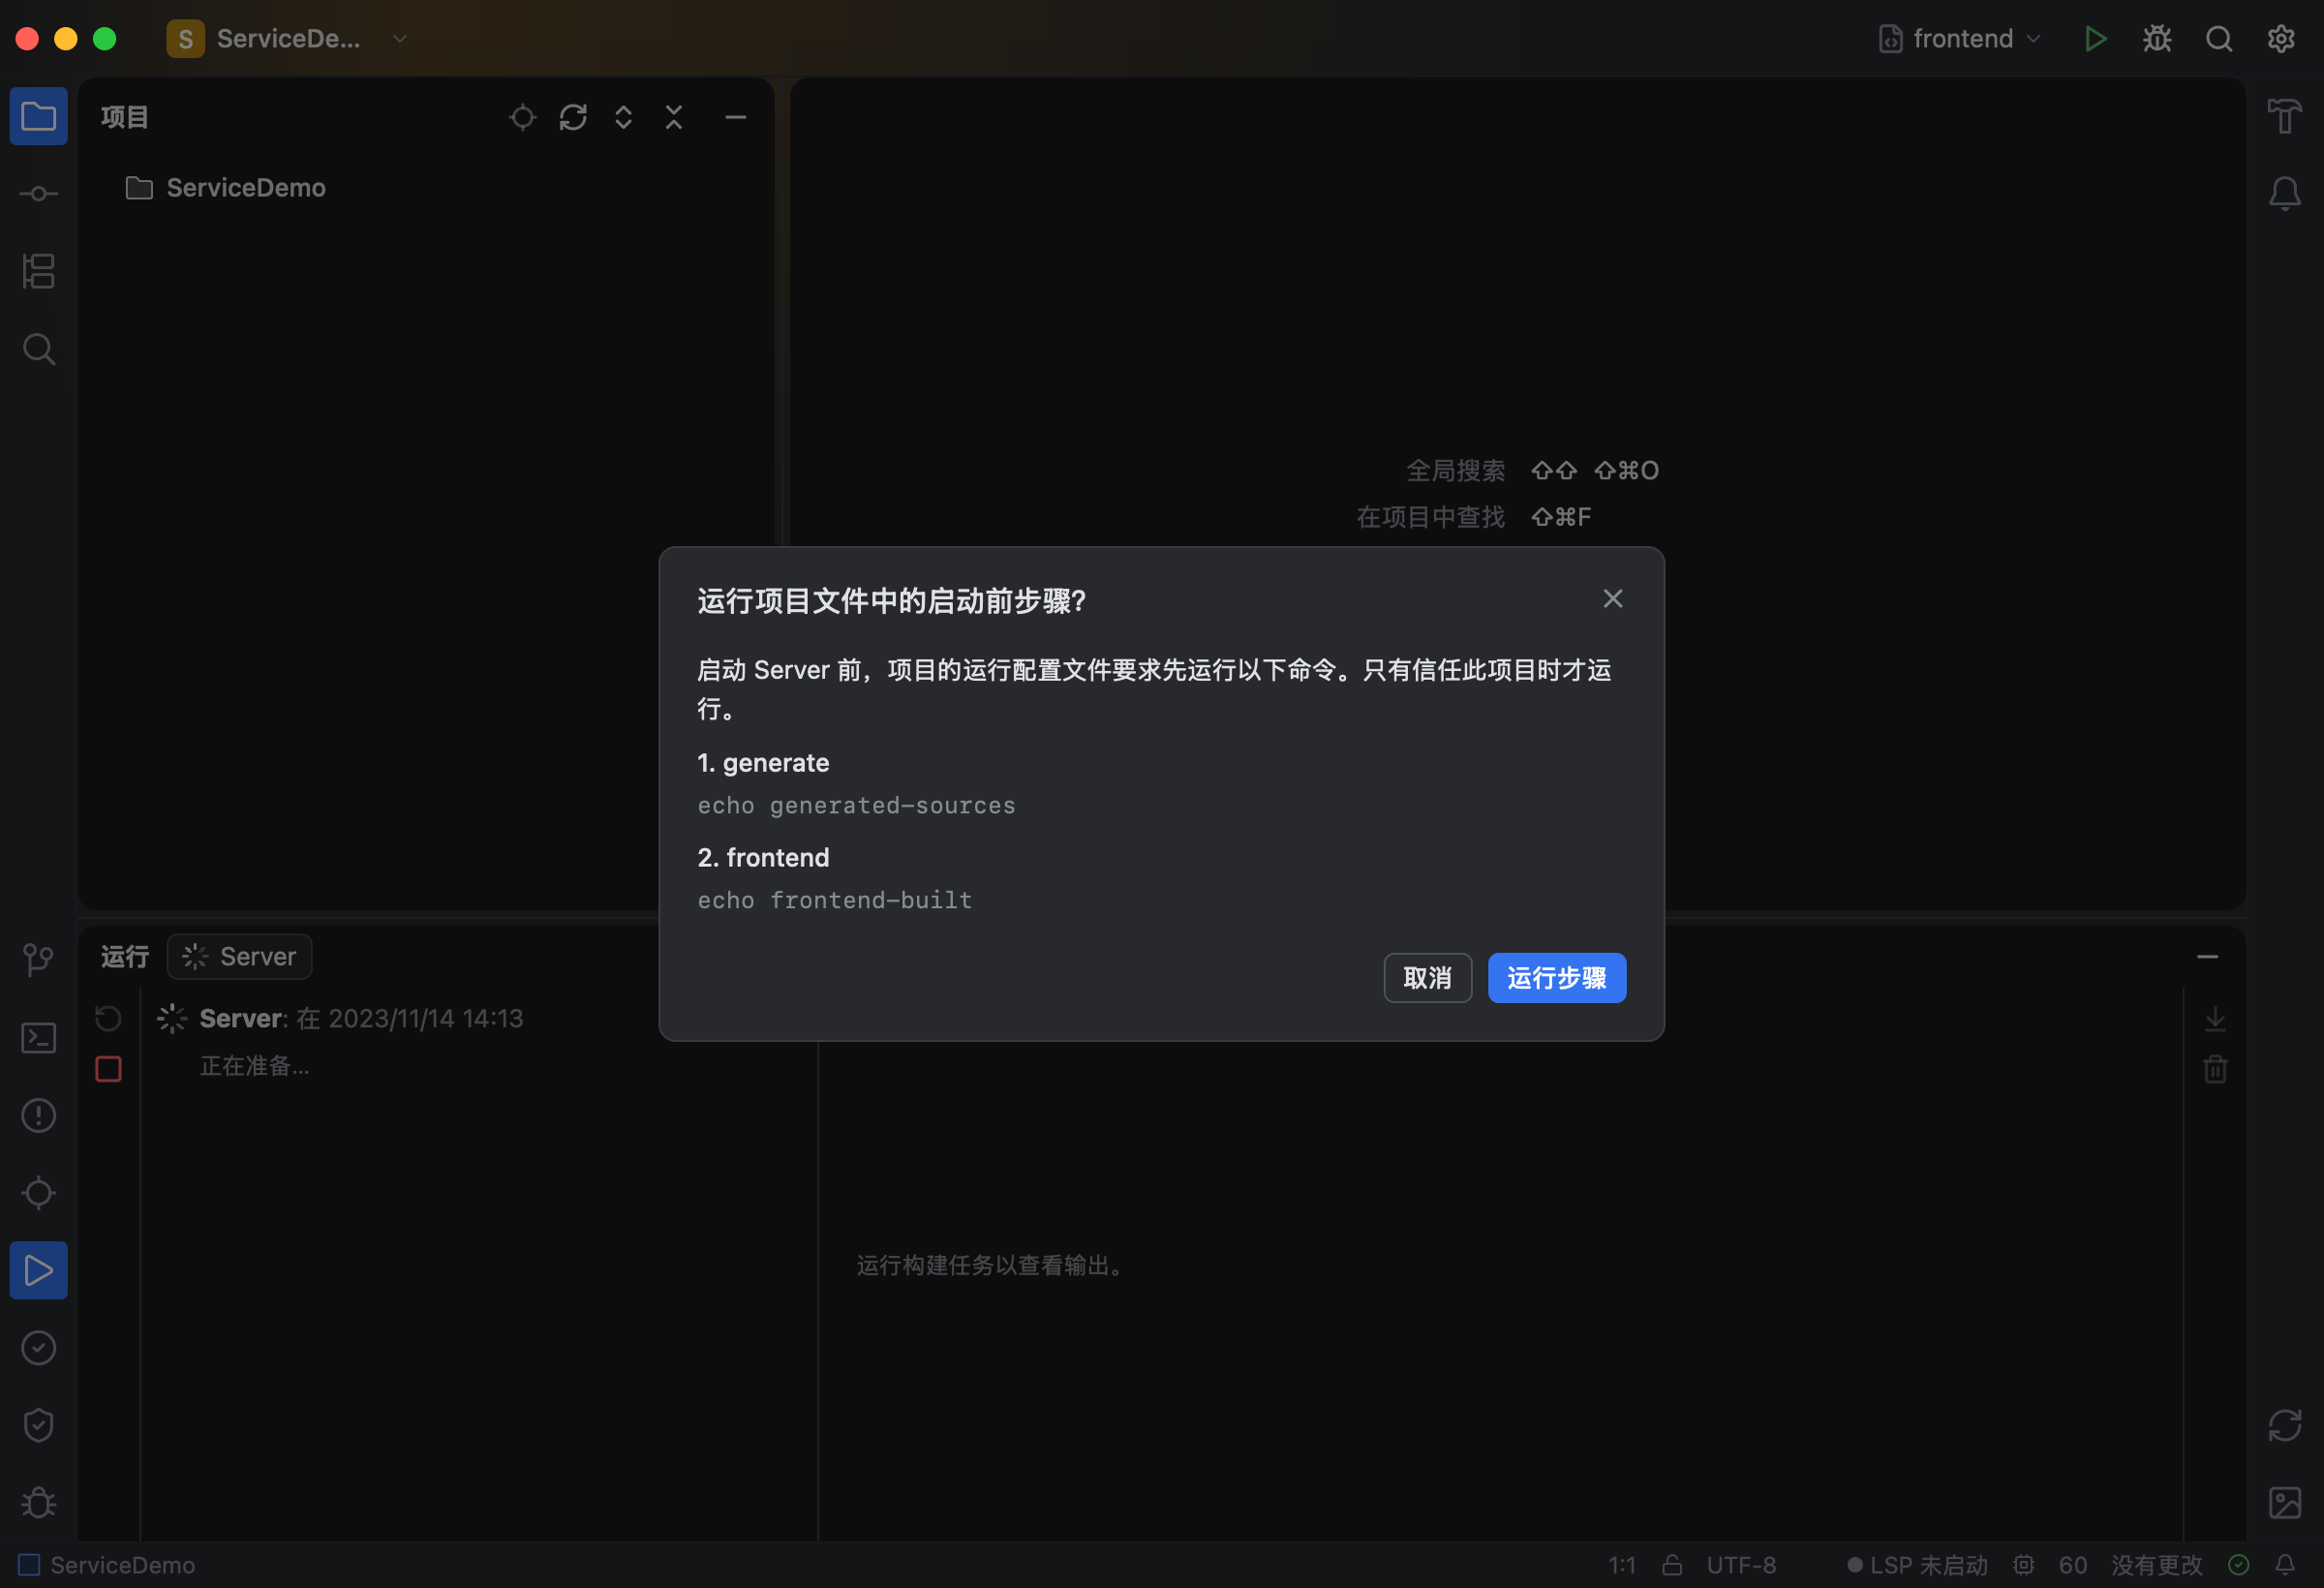 S ServiceDe... frontend
项目
ServiceDemo
全局搜索 ⇧⇧ ⇧⌘O
在项目中查找 ⇧⌘F
运行项目文件中的启动前步骤?
启动 Server 前，项目的运行配置文件要求先运行以下命令。只有信任此项目时才运
行。
1. generate
echo generated-sources
2. frontend
echo frontend-built
取消 运行步骤
运行 Server
Server: 在 2023/11/14 14:13
正在准备...
运行构建任务以查看输出。
ServiceDemo 1:1 UTF-8 LSP 未启动 60 没有更改